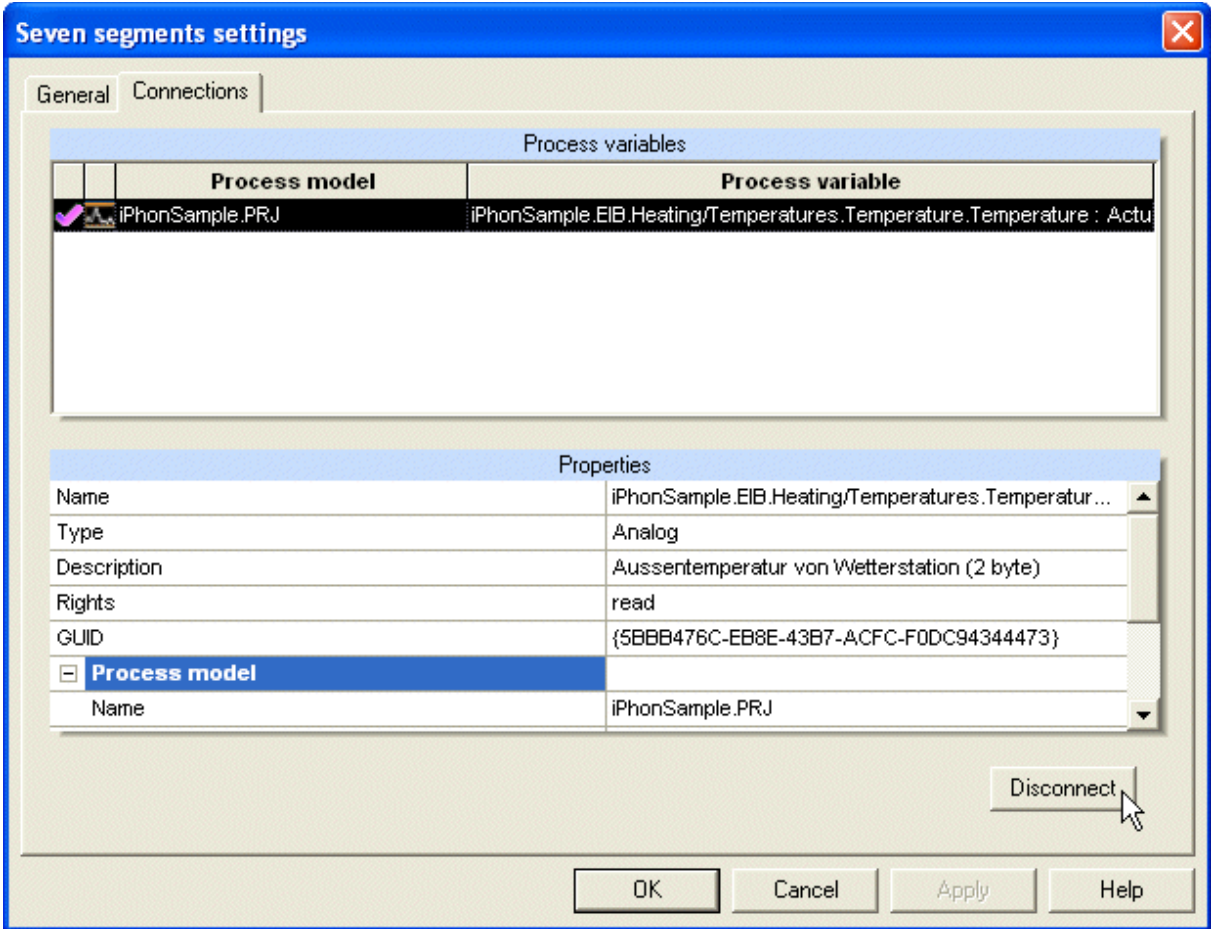 Seven segments settings
General Connections
Process variables
Process model Process variable
iPhonSample.PRJ iPhonSample.EIB.Heating/Temperatures.Temperature.Temperature : Actu
Properties
Name iPhonSample.EIB.Heating/Temperatures.Temperatur...
Type Analog
Description Aussentemperatur von Wetterstation (2 byte)
Rights read
GUID {5BBB476C-EB8E-43B7-ACFC-F0DC94344473}
Process model
Name iPhonSample.PRJ
Disconnect
OK Cancel Apply Help